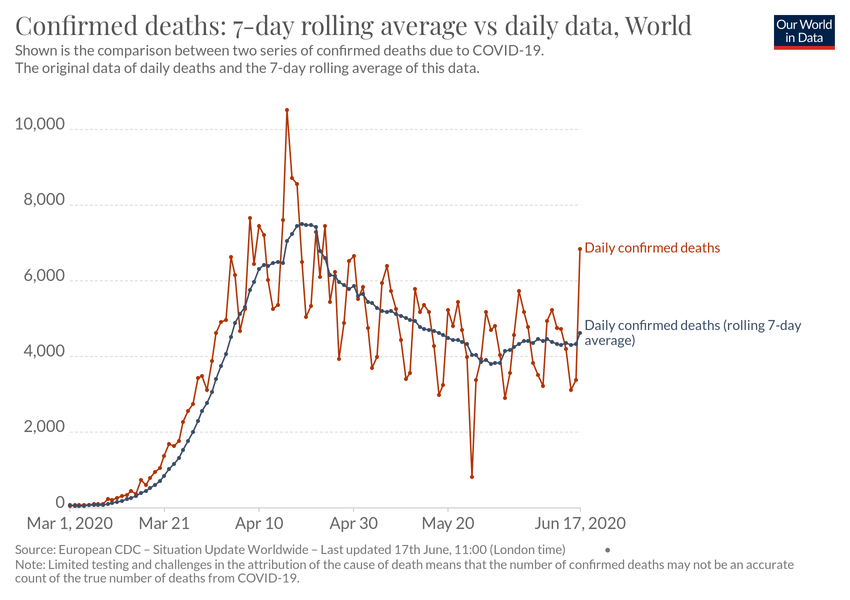 Confirmed deaths: 7-day rolling average vs daily data, World
Our World
in Data
Shown is the comparison between two series of confirmed deaths due to COVID-19.
The original data of daily deaths and the 7-day rolling average of this data.
10,000
8,000
6,000
4,000
2,000
0
Daily confirmed deaths
Daily confirmed deaths (rolling 7-day
average)
Mar 1, 2020
Mar 21
Apr 10
Apr 30
May 20
Jun 17, 2020
Source: European CDC – Situation Update Worldwide – Last updated 17th June, 11:00 (London time)
Note: Limited testing and challenges in the attribution of the cause of death means that the number of confirmed deaths may not be an accurate
count of the true number of deaths from COVID-19.